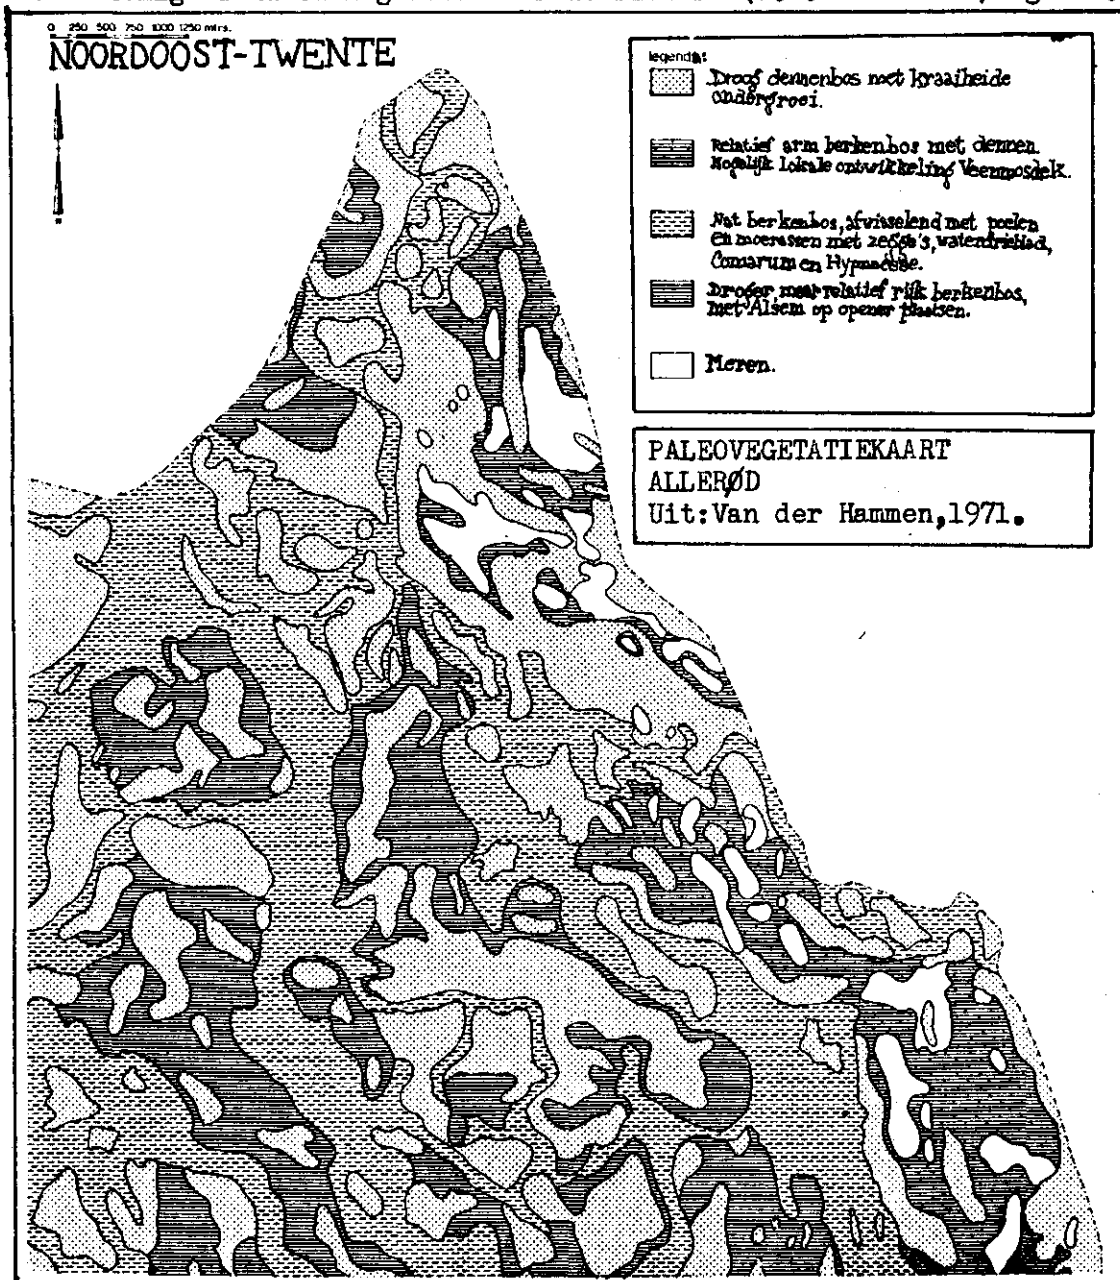 0 250 500 750 1000 1250 mtrs.
NOORDOOST-TWENTE
legenda:
Droog dennenbos met kraaiheide
ondergroei.
Relatief arm berkenbos met dennen
Mogelijk Lokale ontwikkeling Veenmosdek.
Nat berkenbos, afwisselend met poelen
en moerassen met zegge's, waterdrieblad,
Comarum en
Droger, maar relatief rijk berkenbos,
met Alsem op opener plaatsen.
Meren.
PALEOVEGETATIEKAART
ALLERØD
Uit: Van der Hammen, 1971.